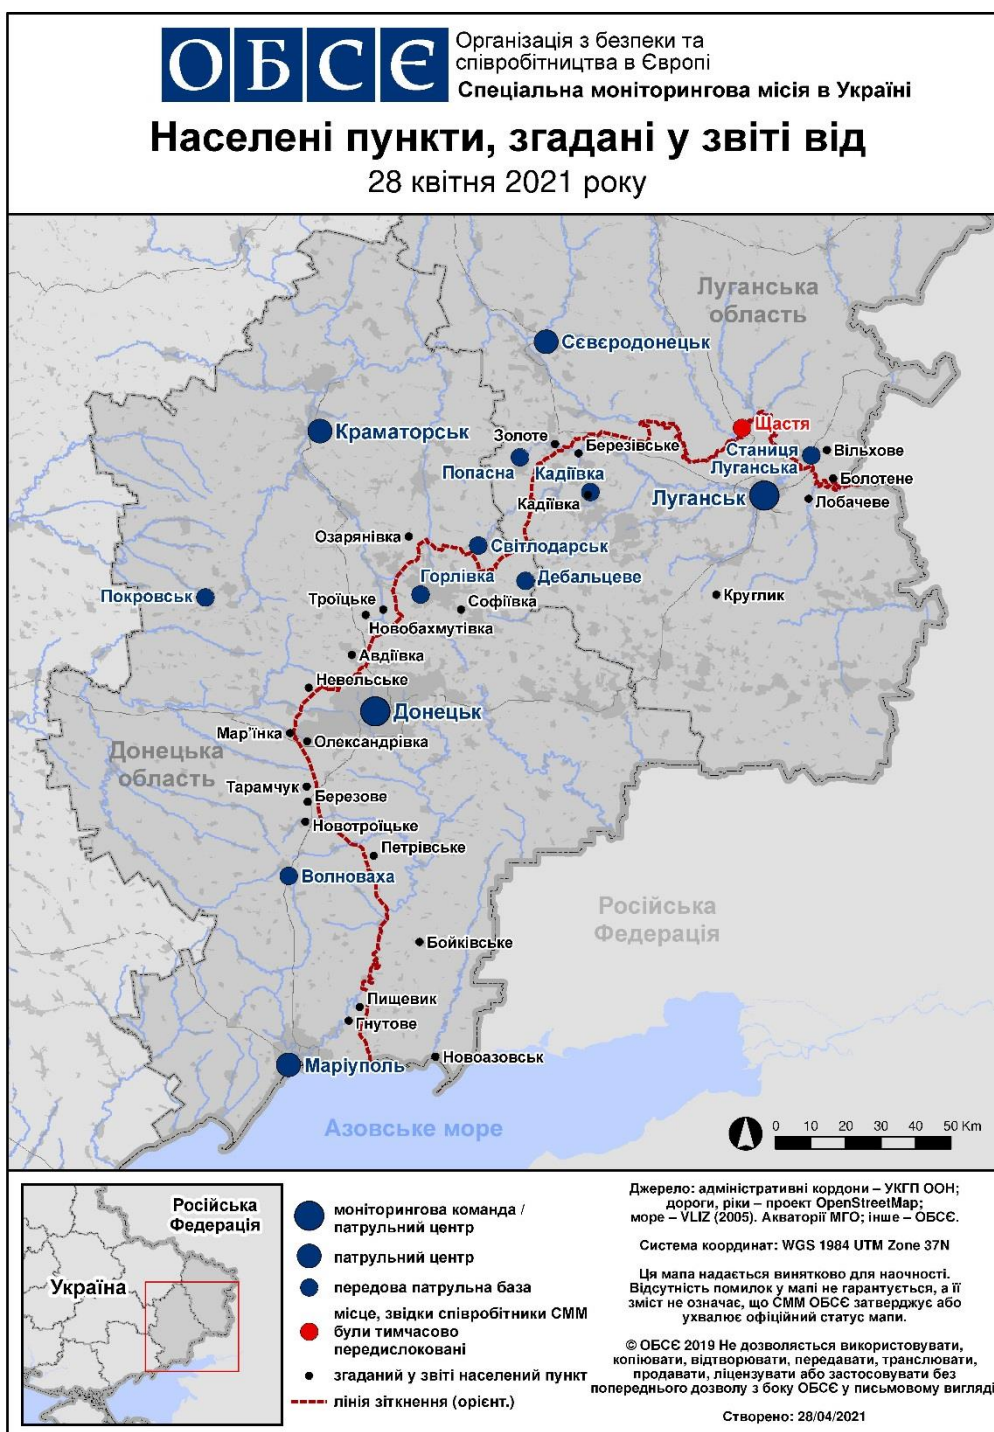 ОБСЄ
Організація з безпеки та
співробітництва в Європі
Спеціальна моніторингова місія в Україні
Населені пункти, згадані у звіті від
28 квітня 2021 року
Луганська
область
Сєвєродонецьк
Краматорськ
Щастя
Золоте
Березівське
Станиця
Луганська
Вільхове
Попасна
Кадіївка
Болотене
Кадіївка
Луганськ
Лобачеве
Озарянівка
Світлодарськ
Горлівка
Дебальцеве
Покровськ
Троїцьке
Софіївка
Круглик
Новобахмутівка
Авдіївка
Невельське
Донецьк
Мар'їнка
Олександрівка
Донецька
область
Тарамчук
Березове
Новотроїцьке
Петрівське
Волноваха
Російська
Федерація
Бойківське
Пищевик
Гнутове
Новоазовськ
Маріуполь
Азовське море
0 10 20 30 40 50 Km
Російська
Федерація
Україна
моніторингова команда /
патрульний центр
патрульний центр
передова патрульна база
місце, звідки співробітники СММ
були тимчасово
передислоковані
згаданий у звіті населений пункт
лінія зіткнення (орієнт.)
Джерело: адміністративні кордони – УКГП ООН;
дороги, ріки – проект OpenStreetMap;
море – VLIZ (2005). Акваторії МГО; інше – ОБСЄ.
Система координат: WGS 1984 UTM Zone 37N
Ця мапа надається винятково для наочності.
Відсутність помилок у мапі не гарантується, а її
зміст не означає, що СММ ОБСЄ затверджує або
ухвалює офіційний статус мапи.
© ОБСЄ 2019 Не дозволяється використовувати,
копіювати, відтворювати, передавати, транслювати,
продавати, ліцензувати або застосовувати без
попереднього дозволу з боку ОБСЄ у письмовому вигляді
Створено: 28/04/2021